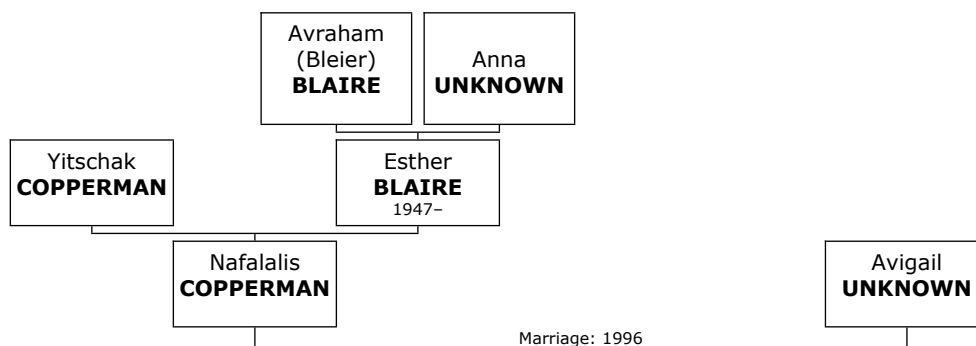 Avraham
(Bleier)
BLAIRE
Anna
UNKNOWN
Yitschak
COPPERMAN
Esther
BLAIRE
1947–
Nafalalis
COPPERMAN
Avigail
UNKNOWN
Marriage: 1996